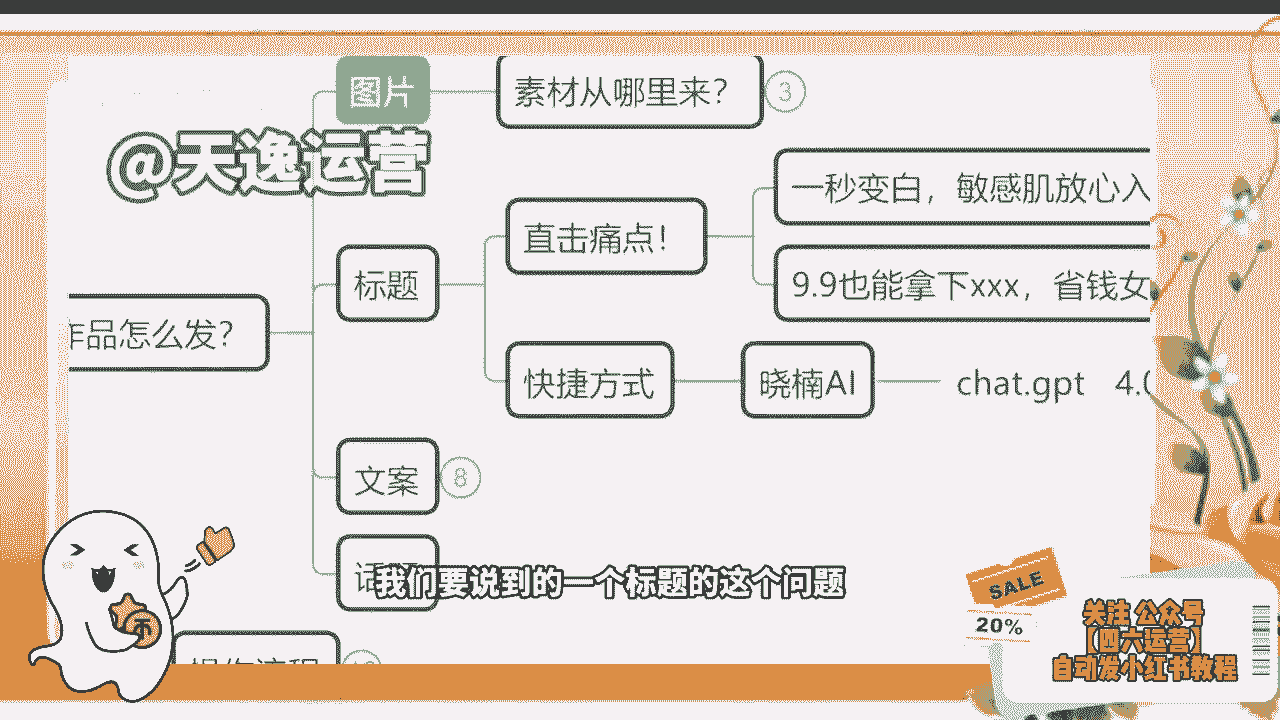 图片
素材从哪里来？
3
@天逸运营
一秒变白，敏感肌放心入
直击痛点！
标题
9.9也能拿下xxx，省钱女
作品怎么发？
快捷方式
晓楠AI
chat.gpt 4.0
文案
8
我们要说到的一个标题的这个问题
SALE
20%
关注 公众号
【四六运营】
自动发小红书教程
币